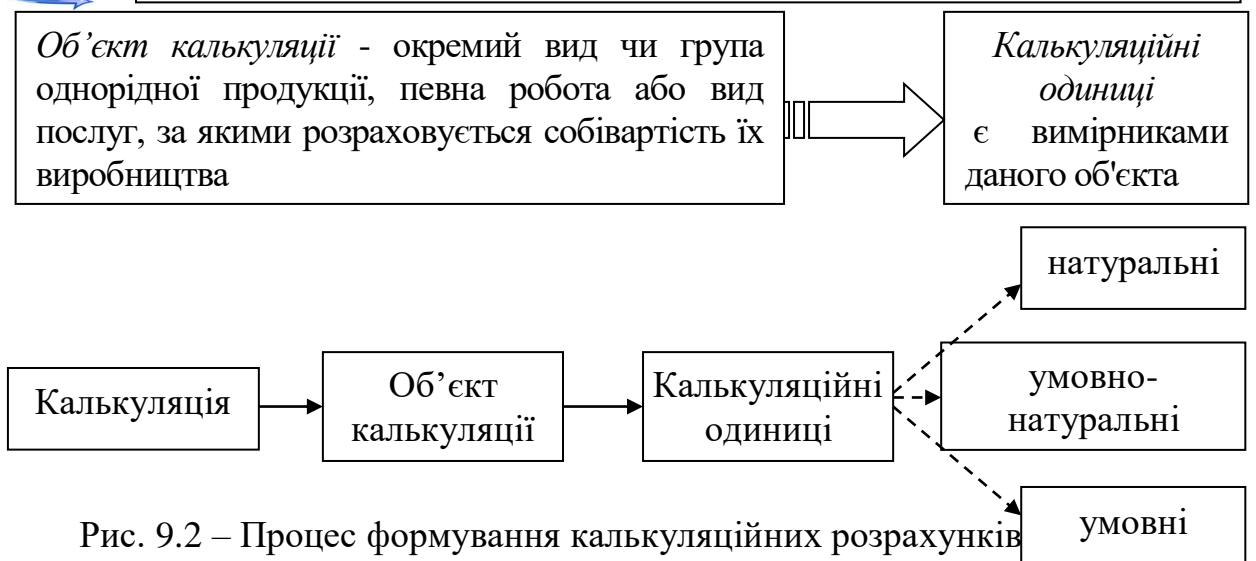 Об’єкт калькуляції - окремий вид чи група
однорідної продукції, певна робота або вид
послуг, за якими розраховується собівартість їх
виробництва
Калькуляційні
одиниці
є вимірниками
даного об'єкта
натуральні
Калькуляція
Об’єкт
калькуляції
Калькуляційні
одиниці
умовно-
натуральні
умовні
Рис. 9.2 – Процес формування калькуляційних розрахунків